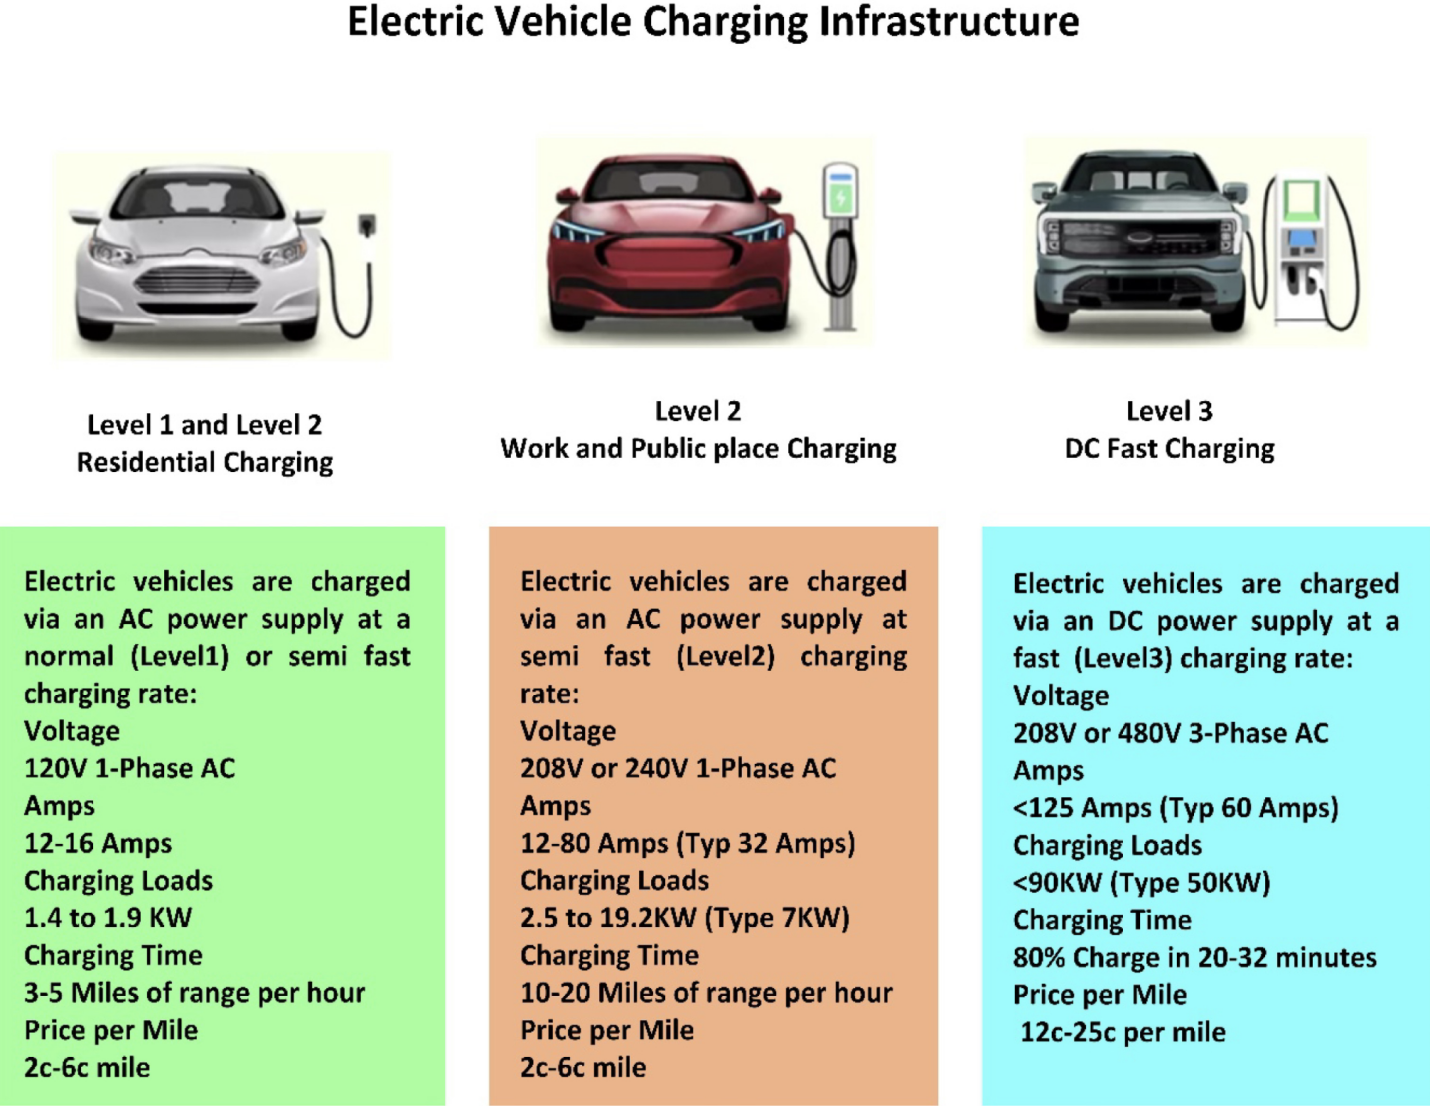 Electric Vehicle Charging Infrastructure
Level 1 and Level 2
Residential Charging
Level 2
Work and Public place Charging
Level 3
DC Fast Charging
Electric vehicles are charged
via an AC power supply at a
normal (Level1) or semi fast
charging rate:
Voltage
120V 1-Phase AC
Amps
12-16 Amps
Charging Loads
1.4 to 1.9 KW
Charging Time
3-5 Miles of range per hour
Price per Mile
2c-6c mile
Electric vehicles are charged
via an AC power supply at
semi fast (Level2) charging
rate:
Voltage
208V or 240V 1-Phase AC
Amps
12-80 Amps (Typ 32 Amps)
Charging Loads
2.5 to 19.2KW (Type 7KW)
Charging Time
10-20 Miles of range per hour
Price per Mile
2c-6c mile
Electric vehicles are charged
via an DC power supply at a
fast (Level3) charging rate:
Voltage
208V or 480V 3-Phase AC
Amps
<125 Amps (Typ 60 Amps)
Charging Loads
<90KW (Type 50KW)
Charging Time
80% Charge in 20-32 minutes
Price per Mile
12c-25c per mile